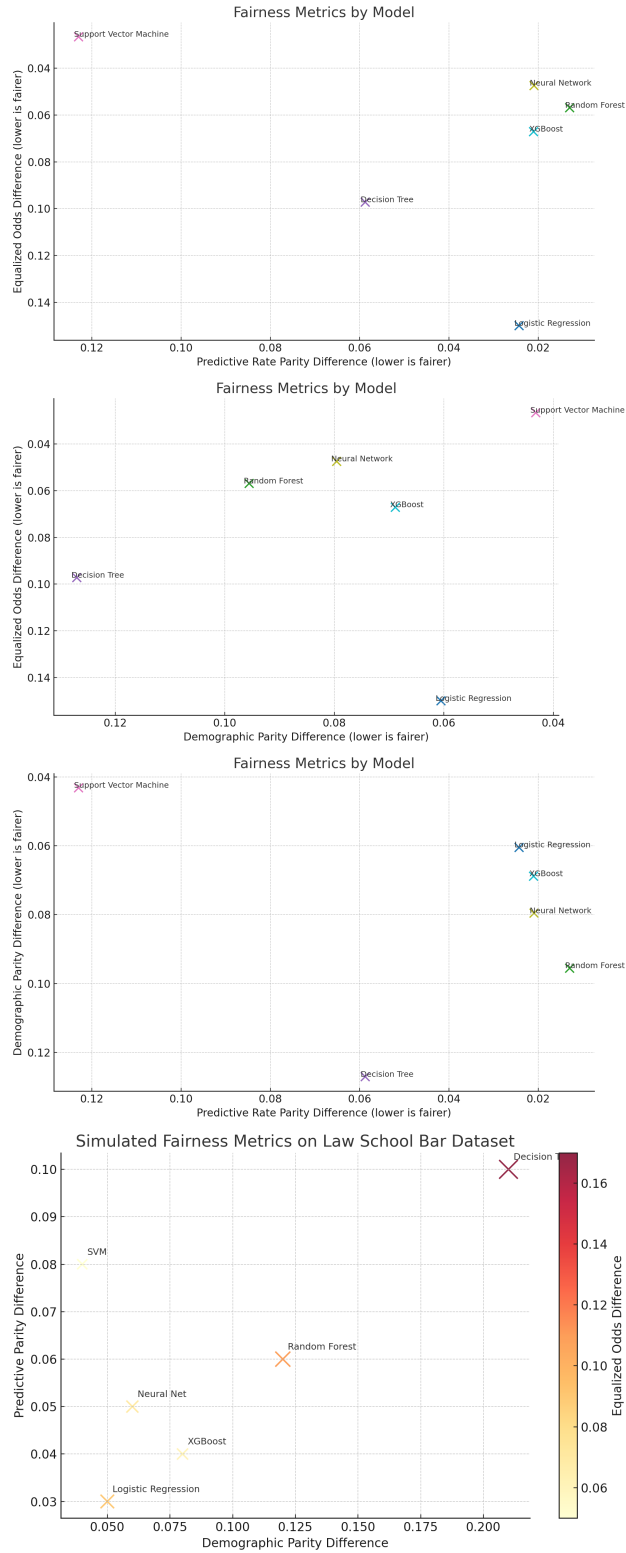 Fairness Metrics by Model
Support Vector Machine
0.04
Neural Network
Random Forest
0.06
XGBoost
0.08
Decision Tree
0.10
0.12
0.14
Logistic Regression
Equalized Odds Difference (lower is fairer)
0.12 0.10 0.08 0.06 0.04 0.02
Predictive Rate Parity Difference (lower is fairer)
Fairness Metrics by Model
Support Vector Machine
0.04
Neural Network
0.06
Random Forest
XGBoost
0.08
Decision Tree
0.10
0.12
0.14
Logistic Regression
Equalized Odds Difference (lower is fairer)
0.12 0.10 0.08 0.06 0.04
Demographic Parity Difference (lower is fairer)
Fairness Metrics by Model
0.04
Support Vector Machine
0.06
Logistic Regression
XGBoost
0.08
Neural Network
0.10
Random Forest
0.12
Decision Tree
Demographic Parity Difference (lower is fairer)
0.12 0.10 0.08 0.06 0.04 0.02
Predictive Rate Parity Difference (lower is fairer)
Simulated Fairness Metrics on Law School Bar Dataset
Decision T
0.10
0.09
SVM
0.08
0.07
Random Forest
0.06
Neural Net
0.05
XGBoost
0.04
Logistic Regression
0.03
Predictive Parity Difference
0.050 0.075 0.100 0.125 0.150 0.175 0.200
Demographic Parity Difference
0.16
0.14
0.12
0.10
0.08
0.06
Equalized Odds Difference